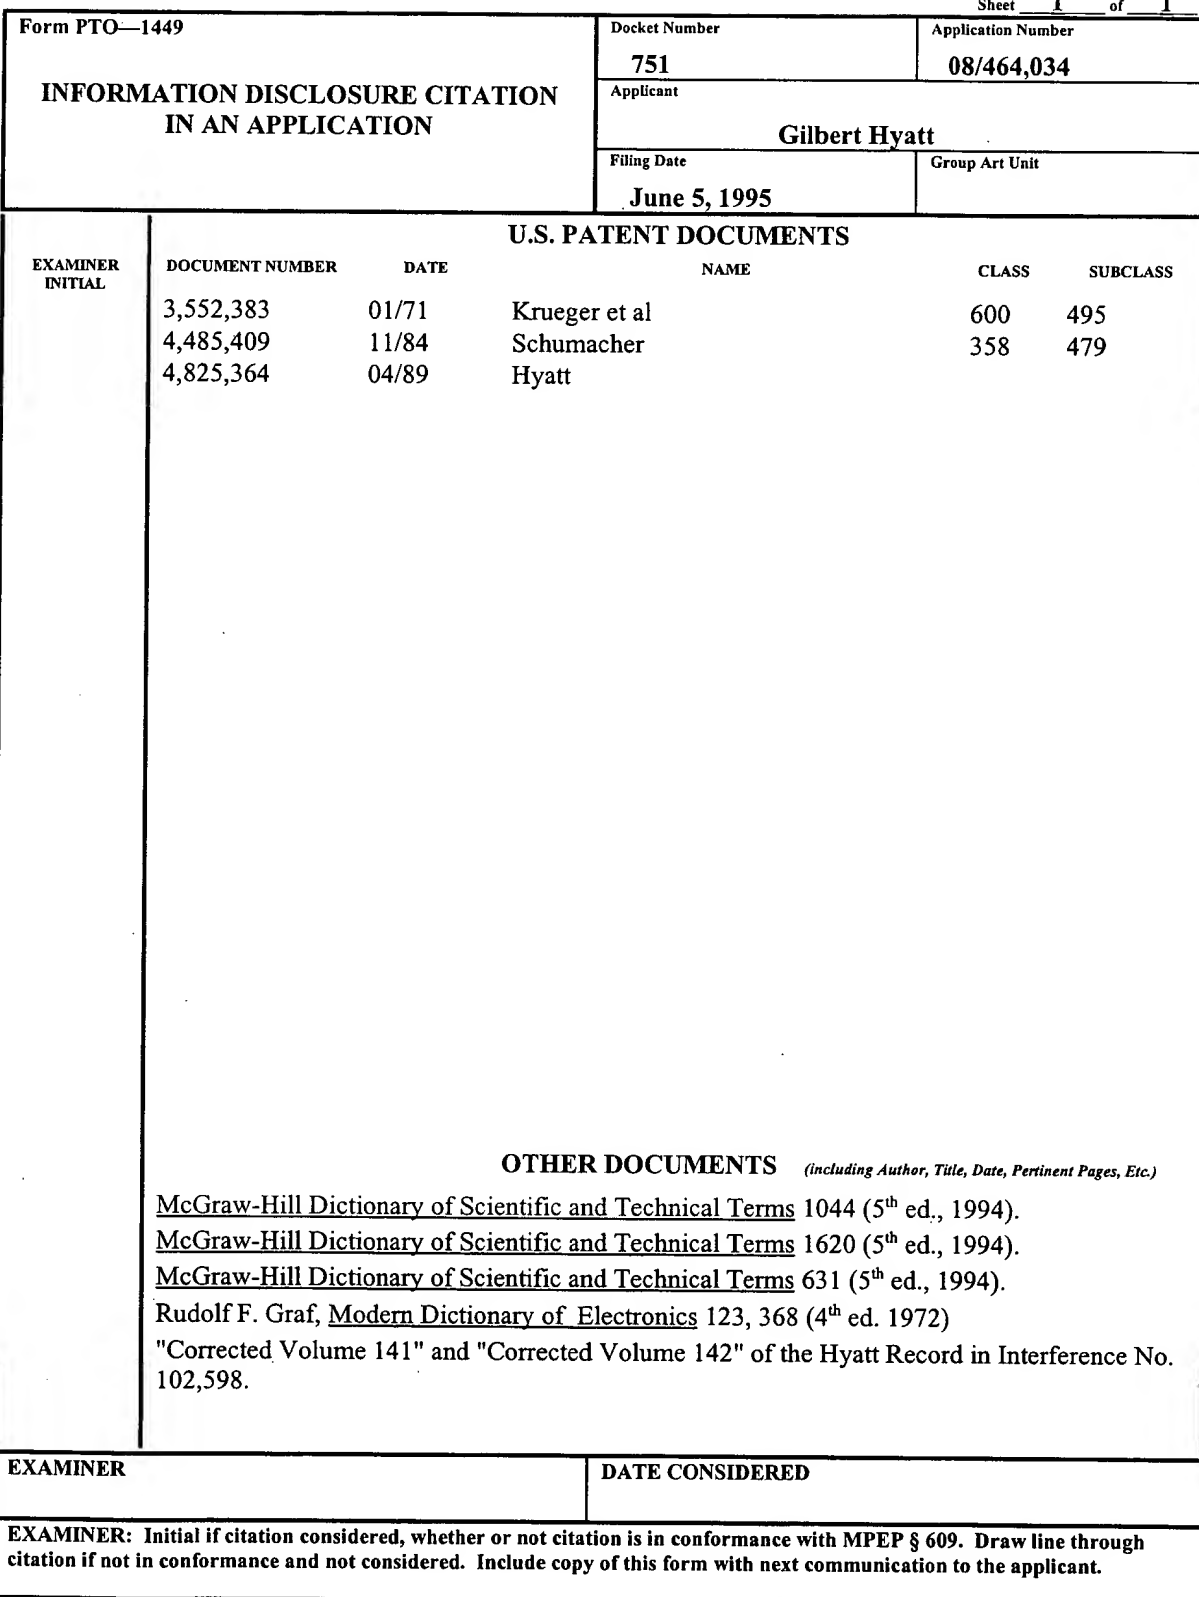 Sheet 1 of 1
Form PTO—1449
INFORMATION DISCLOSURE CITATION
IN AN APPLICATION
Docket Number
751
Application Number
08/464,034
Applicant
Gilbert Hyatt
Filing Date
June 5, 1995
Group Art Unit
U.S. PATENT DOCUMENTS
EXAMINER
INITIAL
DOCUMENT NUMBER DATE NAME CLASS SUBCLASS
3,552,383 01/71 Krueger et al 600 495
4,485,409 11/84 Schumacher 358 479
4,825,364 04/89 Hyatt
OTHER DOCUMENTS (including Author, Title, Date, Pertinent Pages, Etc.)
McGraw-Hill Dictionary of Scientific and Technical Terms 1044 (5th ed., 1994).
McGraw-Hill Dictionary of Scientific and Technical Terms 1620 (5th ed., 1994).
McGraw-Hill Dictionary of Scientific and Technical Terms 631 (5th ed., 1994).
Rudolf F. Graf, Modern Dictionary of Electronics 123, 368 (4th ed. 1972)
"Corrected Volume 141" and "Corrected Volume 142" of the Hyatt Record in Interference No.
102,598.
EXAMINER
DATE CONSIDERED
EXAMINER: Initial if citation considered, whether or not citation is in conformance with MPEP § 609. Draw line through
citation if not in conformance and not considered. Include copy of this form with next communication to the applicant.